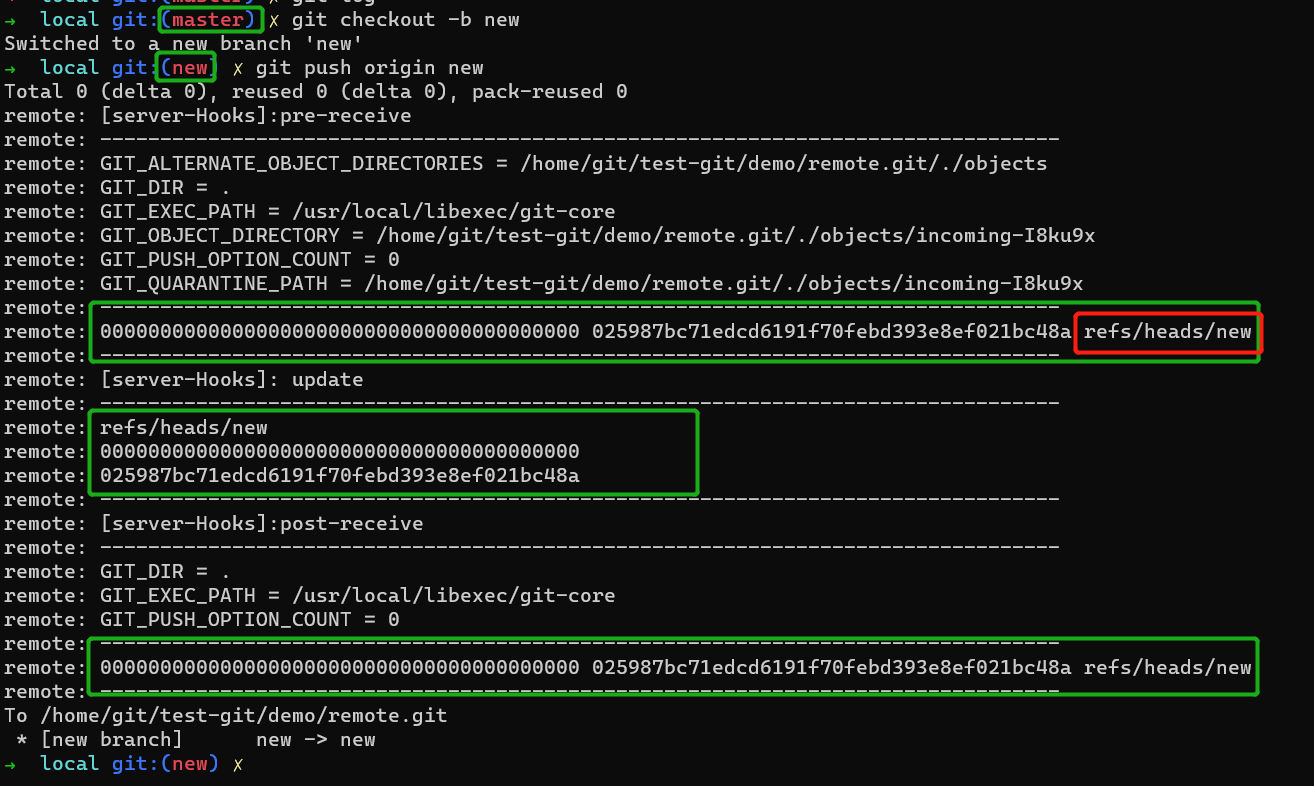 git log
→ local git:(master) ✗ git checkout -b new
Switched to a new branch 'new'
→ local git:(new) ✗ git push origin new
Total 0 (delta 0), reused 0 (delta 0), pack-reused 0
remote: [server-Hooks]:pre-receive
remote: --------------------------------------------------------------------------------
remote: GIT_ALTERNATE_OBJECT_DIRECTORIES = /home/git/test-git/demo/remote.git/./objects
remote: GIT_DIR = .
remote: GIT_EXEC_PATH = /usr/local/libexec/git-core
remote: GIT_OBJECT_DIRECTORY = /home/git/test-git/demo/remote.git/./objects/incoming-I8ku9x
remote: GIT_PUSH_OPTION_COUNT = 0
remote: GIT_QUARANTINE_PATH = /home/git/test-git/demo/remote.git/./objects/incoming-I8ku9x
remote: --------------------------------------------------------------------------------
remote: 0000000000000000000000000000000000000000 025987bc71edcd6191f70febd393e8ef021bc48a refs/heads/new
remote: --------------------------------------------------------------------------------
remote: [server-Hooks]: update
remote: --------------------------------------------------------------------------------
remote: refs/heads/new
remote: 0000000000000000000000000000000000000000
remote: 025987bc71edcd6191f70febd393e8ef021bc48a
remote: --------------------------------------------------------------------------------
remote: [server-Hooks]:post-receive
remote: --------------------------------------------------------------------------------
remote: GIT_DIR = .
remote: GIT_EXEC_PATH = /usr/local/libexec/git-core
remote: GIT_PUSH_OPTION_COUNT = 0
remote: --------------------------------------------------------------------------------
remote: 0000000000000000000000000000000000000000 025987bc71edcd6191f70febd393e8ef021bc48a refs/heads/new
remote: --------------------------------------------------------------------------------
To /home/git/test-git/demo/remote.git
 * [new branch]      new -> new
→ local git:(new) ✗